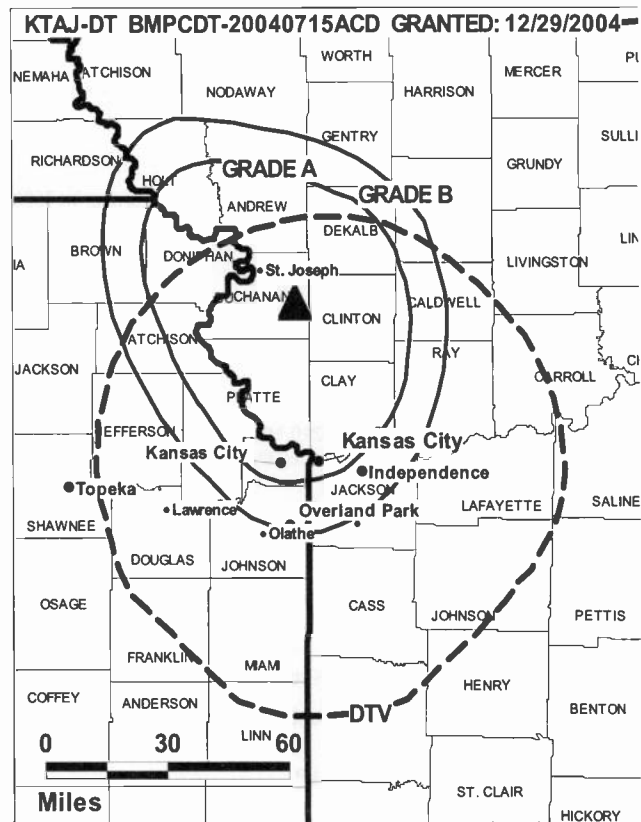 KTAJ-DT BMPCDT-20040715ACD GRANTED: 12/29/2004
WORTH
NEMAHA
ATCHISON
MERCER
NODAWAY
HARRISON
GENTRY
SULLI
RICHARDSON
GRADE A
GRUNDY
HOLT
GRADE B
ANDREW
DEKALB
BROWN
DONIPHAN
LIVINGSTON
LIN
IA
St. Joseph
BUCHANAN
CALDWELL
CLINTON
ATCHISON
RAY
JACKSON
CARROLL
CLAY
PLATTE
JEFFERSON
Kansas City
Kansas City
Independence
Topeka
JACKSON
Lawrence
Overland Park
LAFAYETTE
SALINE
SHAWNEE
Olathe
DOUGLAS
JOHNSON
OSAGE
CASS
JOHNSON
PETTIS
FRANKLIN
MIAMI
HENRY
COFFEY
ANDERSON
DTV
BENTON
LINN
0 30 60
Miles
ST. CLAIR
HICKORY